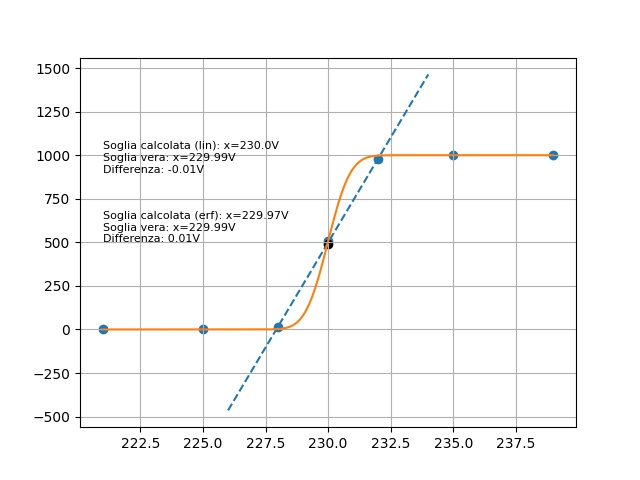 1500
1250
1000
750
500
250
0
−250
−500
Soglia calcolata (lin): x=230.0V
Soglia vera: x=229.99V
Differenza: -0.01V
Soglia calcolata (erf): x=229.97V
Soglia vera: x=229.99V
Differenza: 0.01V
222.5 225.0 227.5 230.0 232.5 235.0 237.5